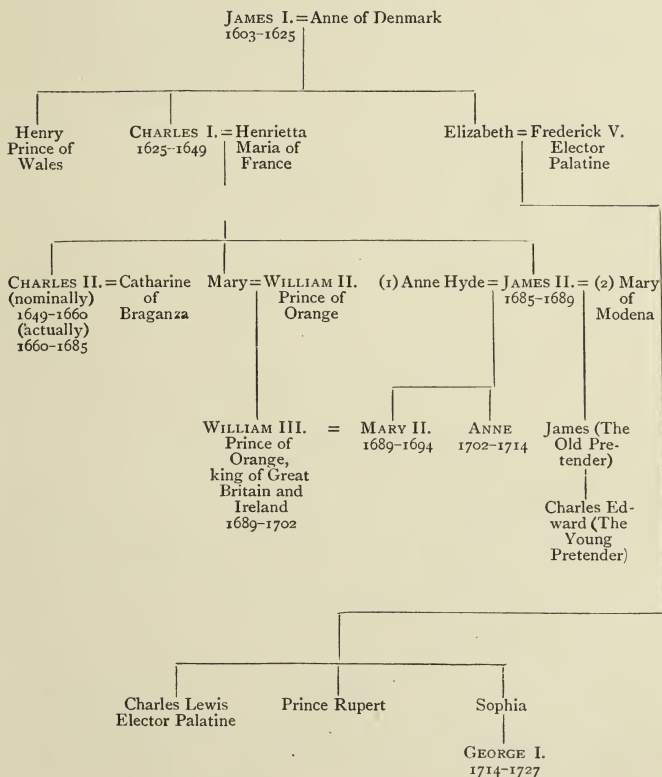 JAMES I. = Anne of Denmark
1603-1625
Henry
Prince of
Wales
CHARLES I. = Henrietta
1625-1649 Maria of
France
Elizabeth = Frederick V.
Elector
Palatine
CHARLES II. = Catharine
(nominally) of
1649-1660 Braganza
(actually)
1660-1685
Mary = WILLIAM II.
Prince of
Orange
(1) Anne Hyde = JAMES II. = (2) Mary
1685-1689 of
Modena
WILLIAM III. = MARY II.
Prince of 1689-1694
Orange,
king of Great
Britain and
Ireland
1689-1702
ANNE
1702-1714
James (The
Old Pre-
tender)
Charles Ed-
ward (The
Young
Pretender)
Charles Lewis
Elector Palatine
Prince Rupert
Sophia
GEORGE I.
1714-1727